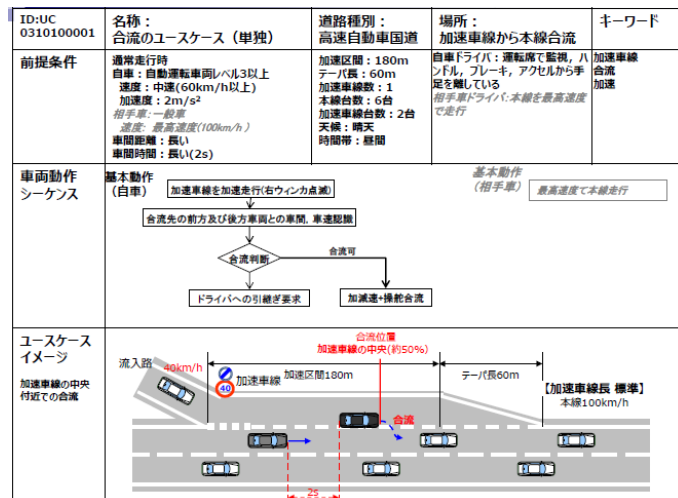 ID:UC
0310100001
名称:
合流のユースケース(単独)
道路種別:
高速自動車国道
場所:
加速車線から本線合流
キーワード
前提条件
通常走行時
自車:自動運転車両レベル3以上
速度:中速(60km/h以上)
加速度:2m/s²
相手車:一般車
速度: 最高速度(100km/h)
車間距離:長い
車間時間:長い(2s)
加速区間:180m
テーパ長:60m
加速車線数:1
本線台数:6台
加速車線台数:2台
天候:晴天
時間帯:昼間
自車ドライバ:運転席で監視,ハ
ンドル,ブレーキ,アクセルから手
足を離している
相手車ドライバ:本線を最高速度
で走行
加速車線
合流
加速
車両動作
シーケンス
基本動作
(自車)
加速車線を加速走行(右ウィンカ点滅)
合流先の前方及び後方車両との車間,車速認識
合流判断
合流可
ドライバへの引継ぎ要求
加減速+操舵合流
基本動作
(相手車)
最高速度で本線走行
ユースケース
イメージ
加速車線の中央
付近での合流
合流位置
加速車線の中央(約50%)
流入路
40km/h
40
加速車線
加速区間180m
テーパ長60m
【加速車線長 標準】
本線100km/h
合流
2s